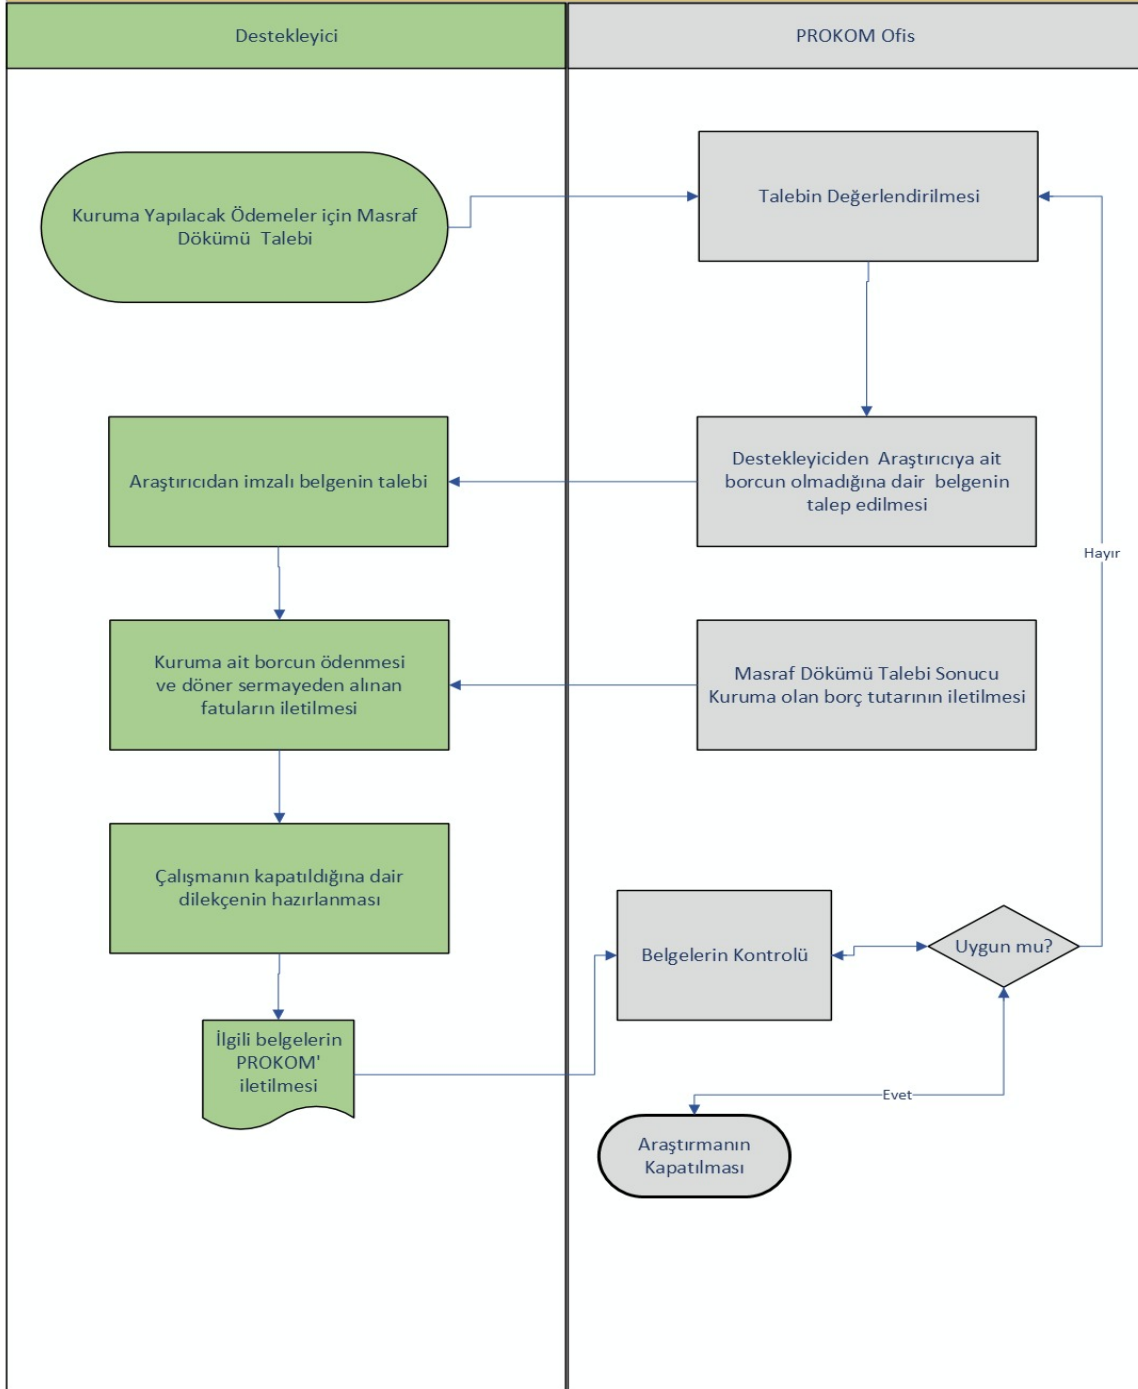 Destekleyici
PROKOM Ofis
Kuruma Yapılacak Ödemeler için Masraf
Dökümü  Talebi
Talebin Değerlendirilmesi
Araştırıcıdan imzalı belgenin talebi
Destekleyiciden  Araştırıcıya ait
borcun olmadığına dair  belgenin
talep edilmesi
Hayır
Kuruma ait borcun ödenmesi
ve döner sermayeden alınan
fatuların iletilmesi
Masraf Dökümü Talebi Sonucu
Kuruma olan borç tutarının iletilmesi
Çalışmanın kapatıldığına dair
dilekçenin hazırlanması
Belgelerin Kontrolü
Uygun mu?
İlgili belgelerin
PROKOM'
iletilmesi
Evet
Araştırmanın
Kapatılması